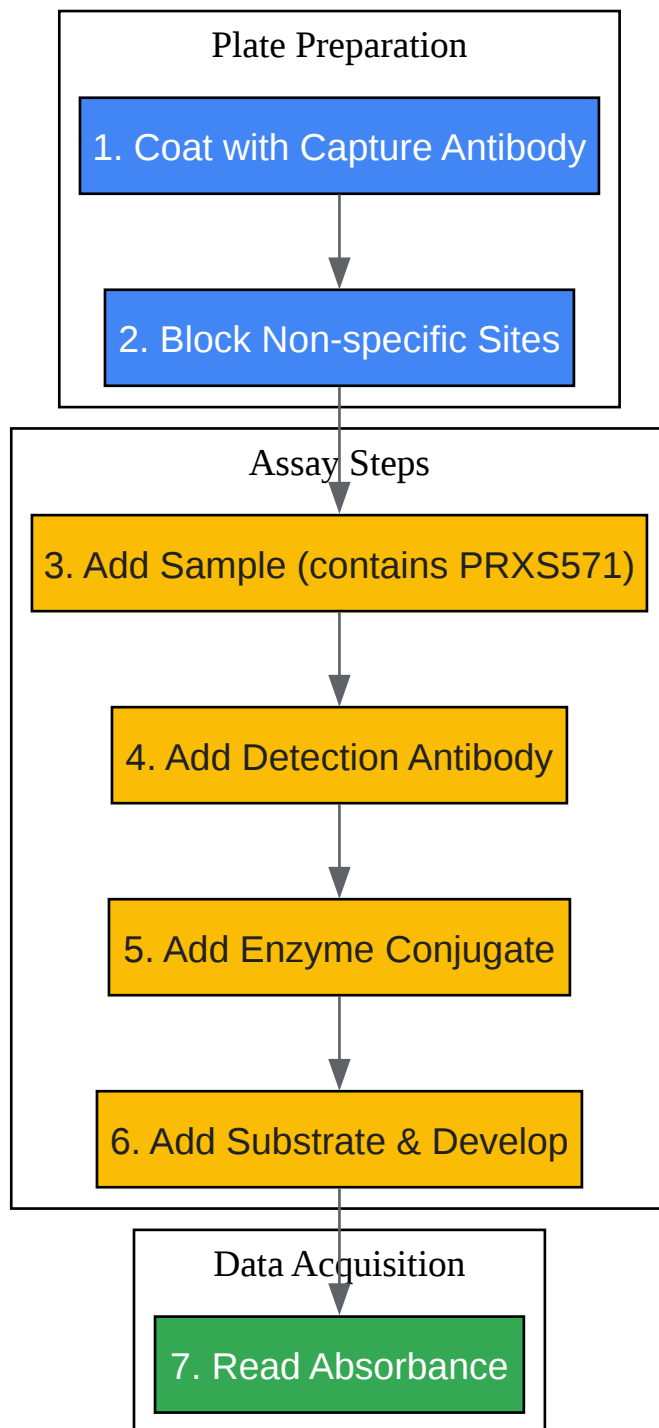 Plate Preparation
1. Coat with Capture Antibody
2. Block Non-specific Sites
Assay Steps
3. Add Sample (contains PRXS571)
4. Add Detection Antibody
5. Add Enzyme Conjugate
6. Add Substrate & Develop
Data Acquisition
7. Read Absorbance